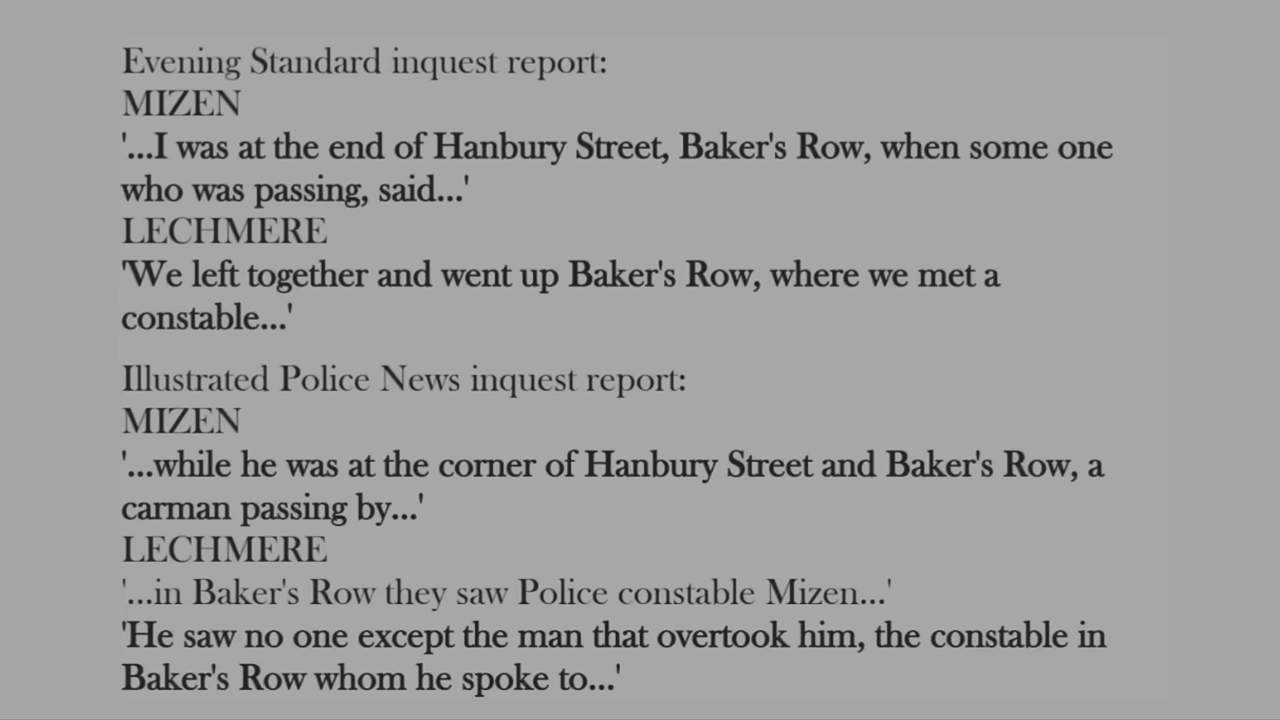 Evening Standard inquest report:
MIZEN
'...I was at the end of Hanbury Street, Baker's Row, when some one
who was passing, said...'
LECHMERE
'We left together and went up Baker's Row, where we met a
constable...'
Illustrated Police News inquest report:
MIZEN
'...while he was at the corner of Hanbury Street and Baker's Row, a
carman passing by...'
LECHMERE
'...in Baker's Row they saw Police constable Mizen...'
'He saw no one except the man that overtook him, the constable in
Baker's Row whom he spoke to...'